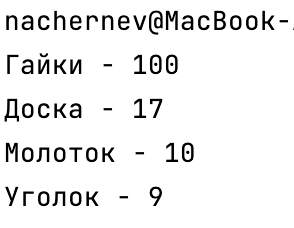 nachernev@MacBook-
Гайки - 100
Доска - 17
Молоток - 10
Уголок - 9